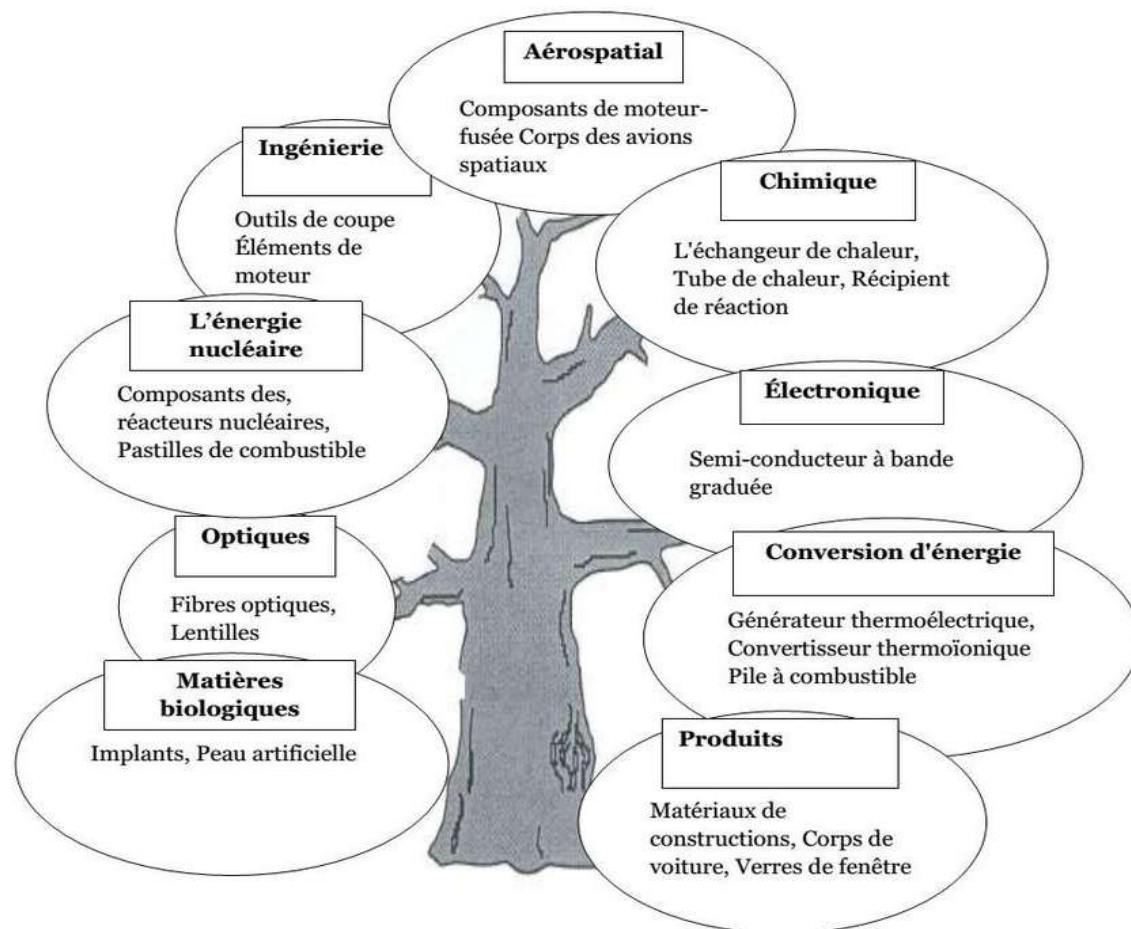 Aérospatial
Composants de moteur-
fusée Corps des avions
spatiaux
Ingénierie
Outils de coupe
Éléments de
moteur
Chimique
L'échangeur de chaleur,
Tube de chaleur, Récipient
de réaction
L’énergie
nucléaire
Composants des,
réacteurs nucléaires,
Pastilles de combustible
Électronique
Semi-conducteur à bande
graduée
Optiques
Fibres optiques,
Lentilles
Conversion d'énergie
Générateur thermoélectrique,
Convertisseur thermoïonique
Pile à combustible
Matières
biologiques
Implants, Peau artificielle
Produits
Matériaux de
constructions, Corps de
voiture, Verres de fenêtre